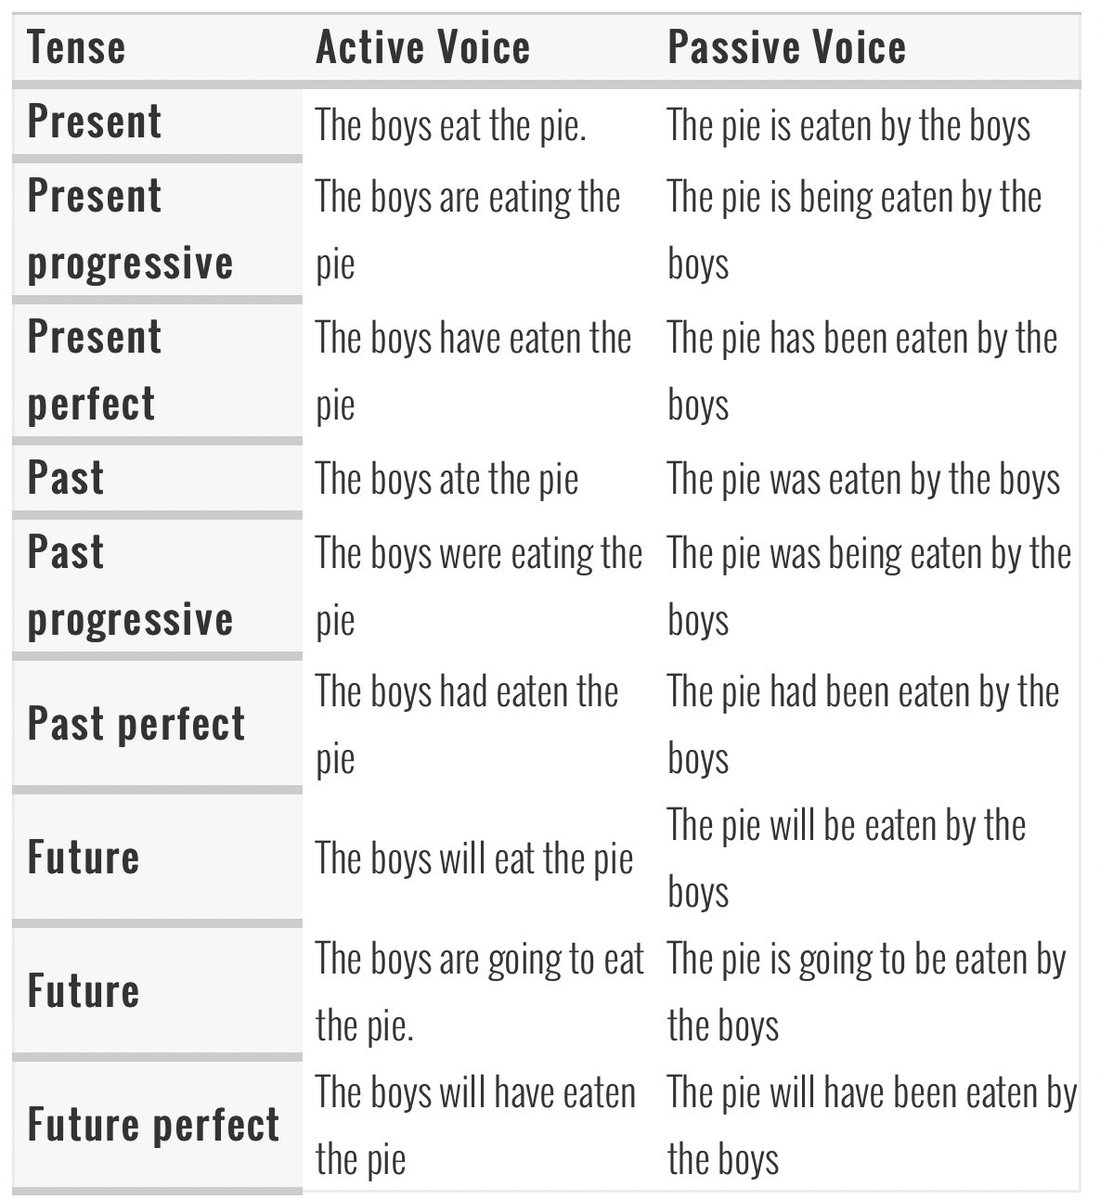 Tense Active Voice Passive Voice
Present The boys eat the pie. The pie is eaten by the boys
Present The boys are eating the The pie is being eaten by the
progressive pie boys
Present The boys have eaten the The pie has been eaten by the
perfect pie boys
Past The boys ate the pie The pie was eaten by the boys
Past The boys were eating the The pie was being eaten by the
progressive pie boys
Past perfect
The boys had eaten the The pie had been eaten by the
pie boys
Future The boys will eat the pie
The pie will be eaten by the
boys
Future
The boys are going to eat The pie is going to be eaten by
the pie. the boys
Future perfect
The boys will have eaten The pie will have been eaten by
the pie the boys